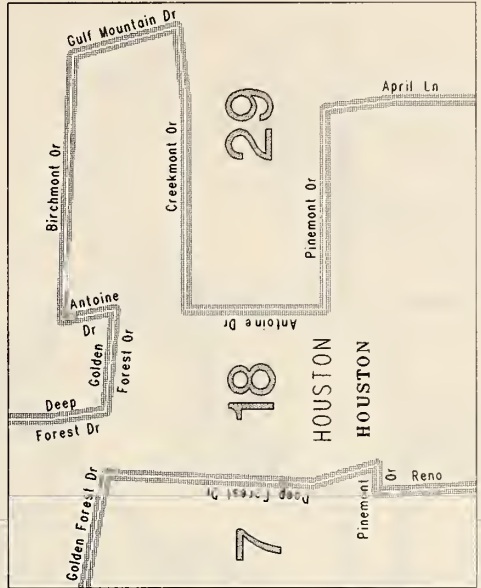 Gulf Mountain Dr
April Ln
29
Creekmont Dr
Birchmont Dr
Pinemont Dr
Antoine
Dr
Antoine Dr
Golden
Forest Dr
Deep
Forest Dr
18
HOUSTON
HOUSTON
Golden Forest Dr
Deep Forest Dr
Pinemont
Dr
Reno
7